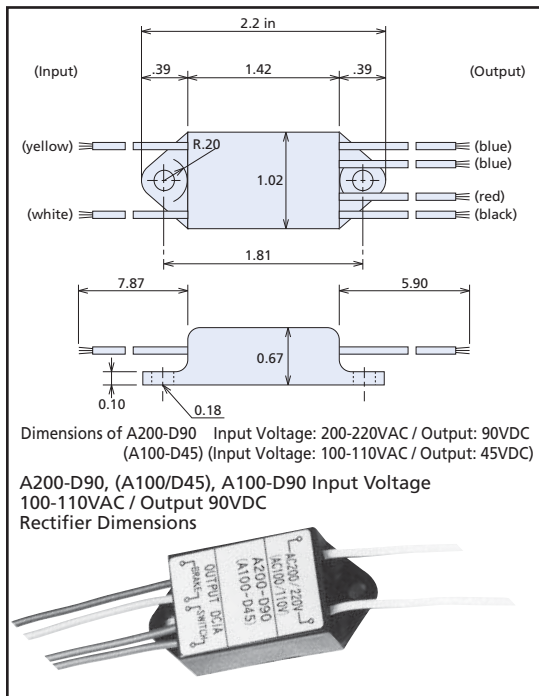 2.2 in
.39 1.42 .39
(Input) (Output)
(yellow) R.20 (blue)
(blue)
1.02
(red)
(white) (black)
1.81
7.87 5.90
0.67
0.10
0.18
Dimensions of A200-D90 Input Voltage: 200-220VAC / Output: 90VDC
(A100-D45) (Input Voltage: 100-110VAC / Output: 45VDC)
A200-D90, (A100/D45), A100-D90 Input Voltage
100-110VAC / Output 90VDC
Rectifier Dimensions
AC200/220V
(AC100/110V)
A200-D90
(A100-D45)
OUTPUT DC1A
BRAKE SWITCH